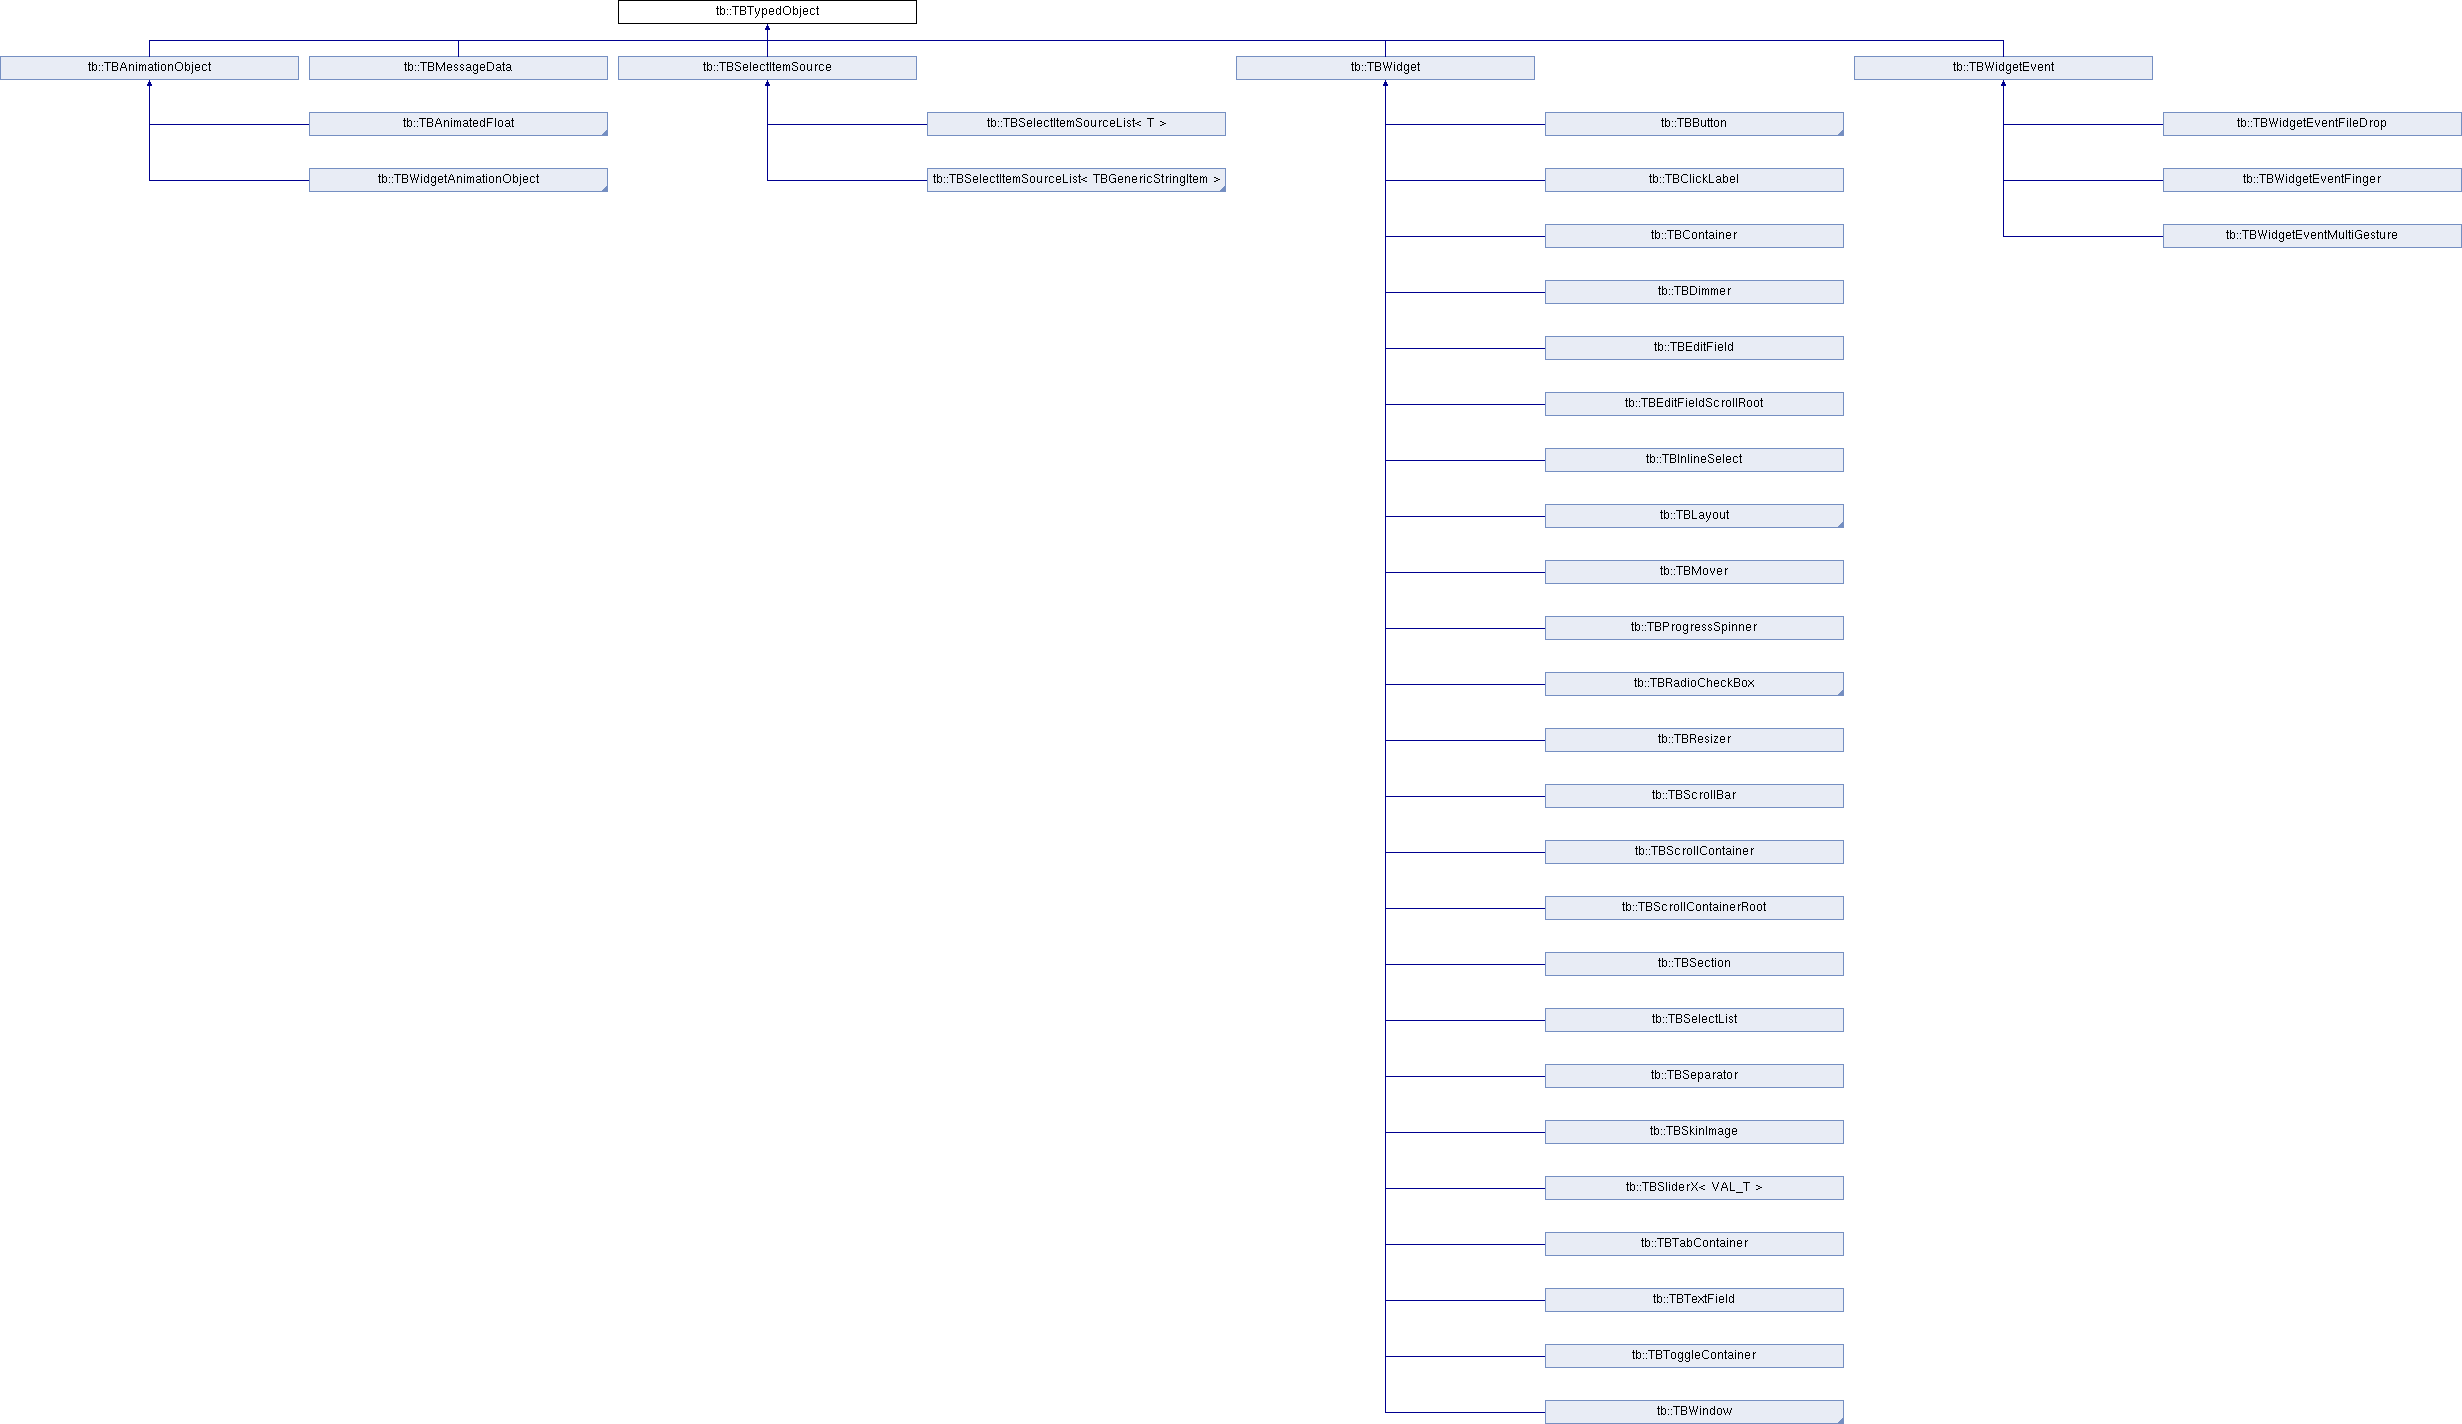 tb::TBTypedObject
tb::TBAnimationObject
tb::TBMessageData
tb::TBSelectItemSource
tb::TBWidget
tb::TBWidgetEvent
tb::TBAnimatedFloat
tb::TBSelectItemSourceList< T >
tb::TBButton
tb::TBWidgetEventFileDrop
tb::TBWidgetAnimationObject
tb::TBSelectItemSourceList< TBGenericStringItem >
tb::TBClickLabel
tb::TBWidgetEventFinger
tb::TBContainer
tb::TBWidgetEventMultiGesture
tb::TBDimmer
tb::TBEditField
tb::TBEditFieldScrollRoot
tb::TBInlineSelect
tb::TBLayout
tb::TBMover
tb::TBProgressSpinner
tb::TBRadioCheckBox
tb::TBResizer
tb::TBScrollBar
tb::TBScrollContainer
tb::TBScrollContainerRoot
tb::TBSection
tb::TBSelectList
tb::TBSeparator
tb::TBSkinImage
tb::TBSliderX< VAL_T >
tb::TBTabContainer
tb::TBTextField
tb::TBToggleContainer
tb::TBWindow